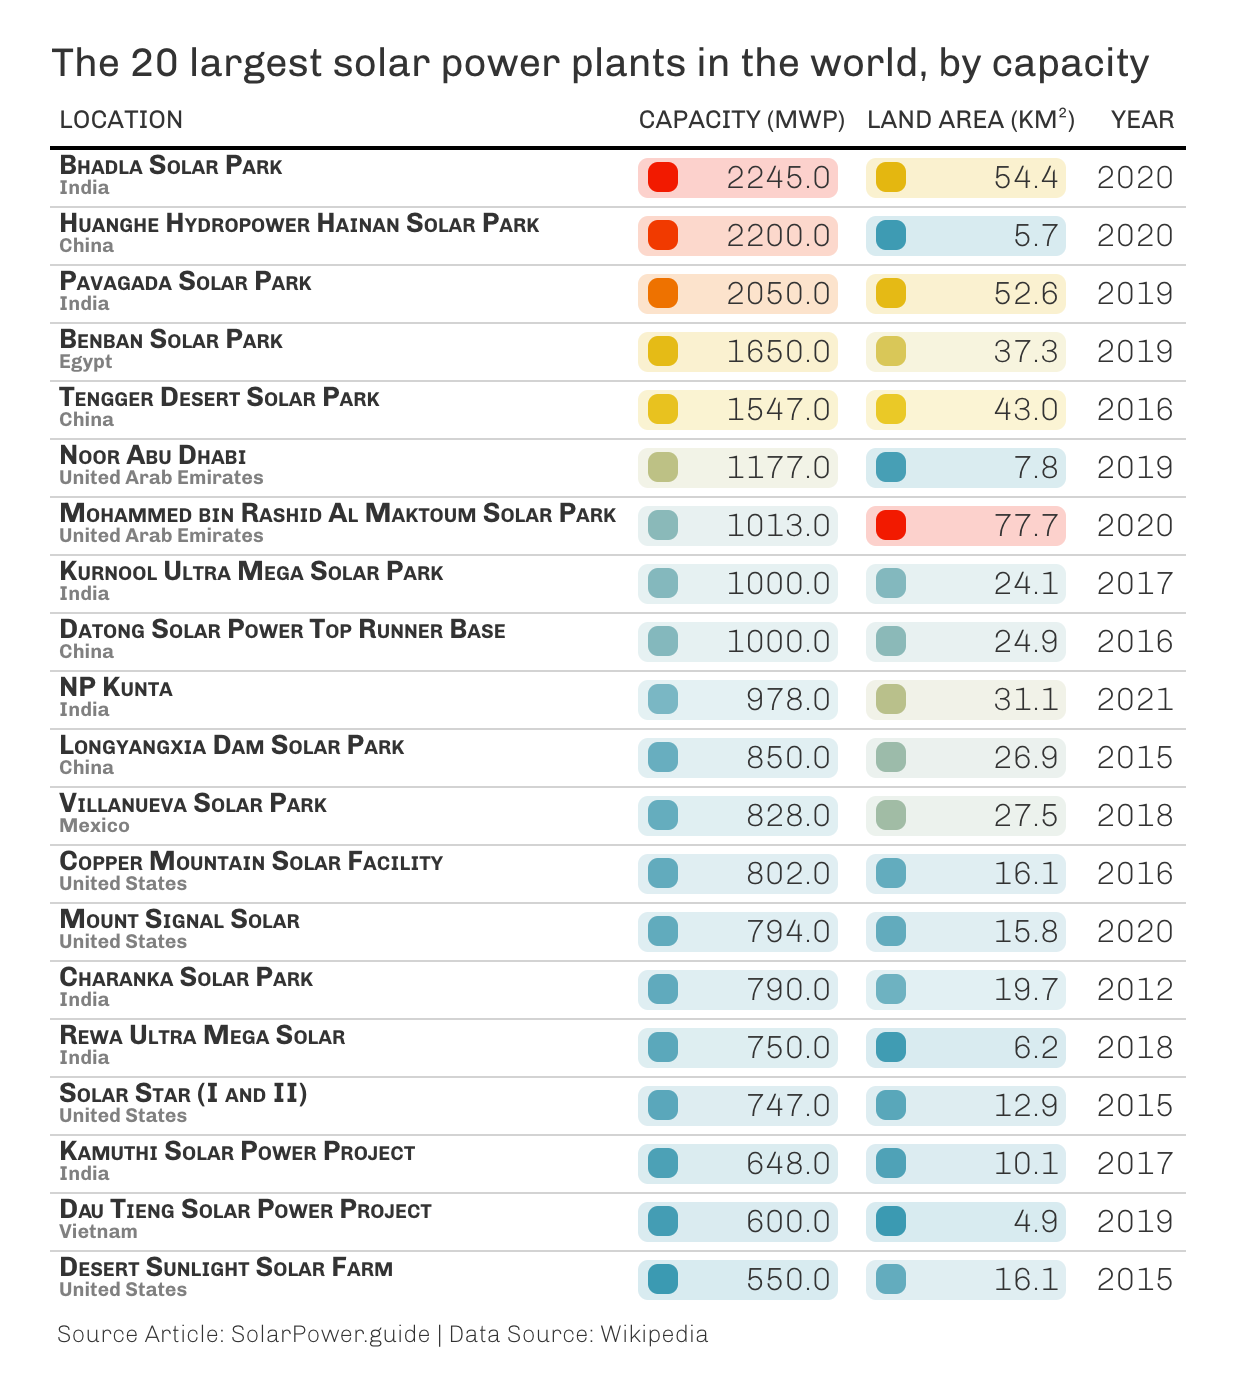 The 20 largest solar power plants in the world, by capacity
LOCATION CAPACITY (MWP) LAND AREA (KM²) YEAR
Bhadla Solar Park
India 2245.0 54.4 2020
Huanghe Hydropower Hainan Solar Park
China 2200.0 5.7 2020
Pavagada Solar Park
India 2050.0 52.6 2019
Benban Solar Park
Egypt 1650.0 37.3 2019
Tengger Desert Solar Park
China 1547.0 43.0 2016
Noor Abu Dhabi
United Arab Emirates 1177.0 7.8 2019
Mohammed bin Rashid Al Maktoum Solar Park
United Arab Emirates 1013.0 77.7 2020
Kurnool Ultra Mega Solar Park
India 1000.0 24.1 2017
Datong Solar Power Top Runner Base
China 1000.0 24.9 2016
NP Kunta
India 978.0 31.1 2021
Longyangxia Dam Solar Park
China 850.0 26.9 2015
Villanueva Solar Park
Mexico 828.0 27.5 2018
Copper Mountain Solar Facility
United States 802.0 16.1 2016
Mount Signal Solar
United States 794.0 15.8 2020
Charanka Solar Park
India 790.0 19.7 2012
Rewa Ultra Mega Solar
India 750.0 6.2 2018
Solar Star (I and II)
United States 747.0 12.9 2015
Kamuthi Solar Power Project
India 648.0 10.1 2017
Dau Tieng Solar Power Project
Vietnam 600.0 4.9 2019
Desert Sunlight Solar Farm
United States 550.0 16.1 2015
Source Article: SolarPower.guide | Data Source: Wikipedia